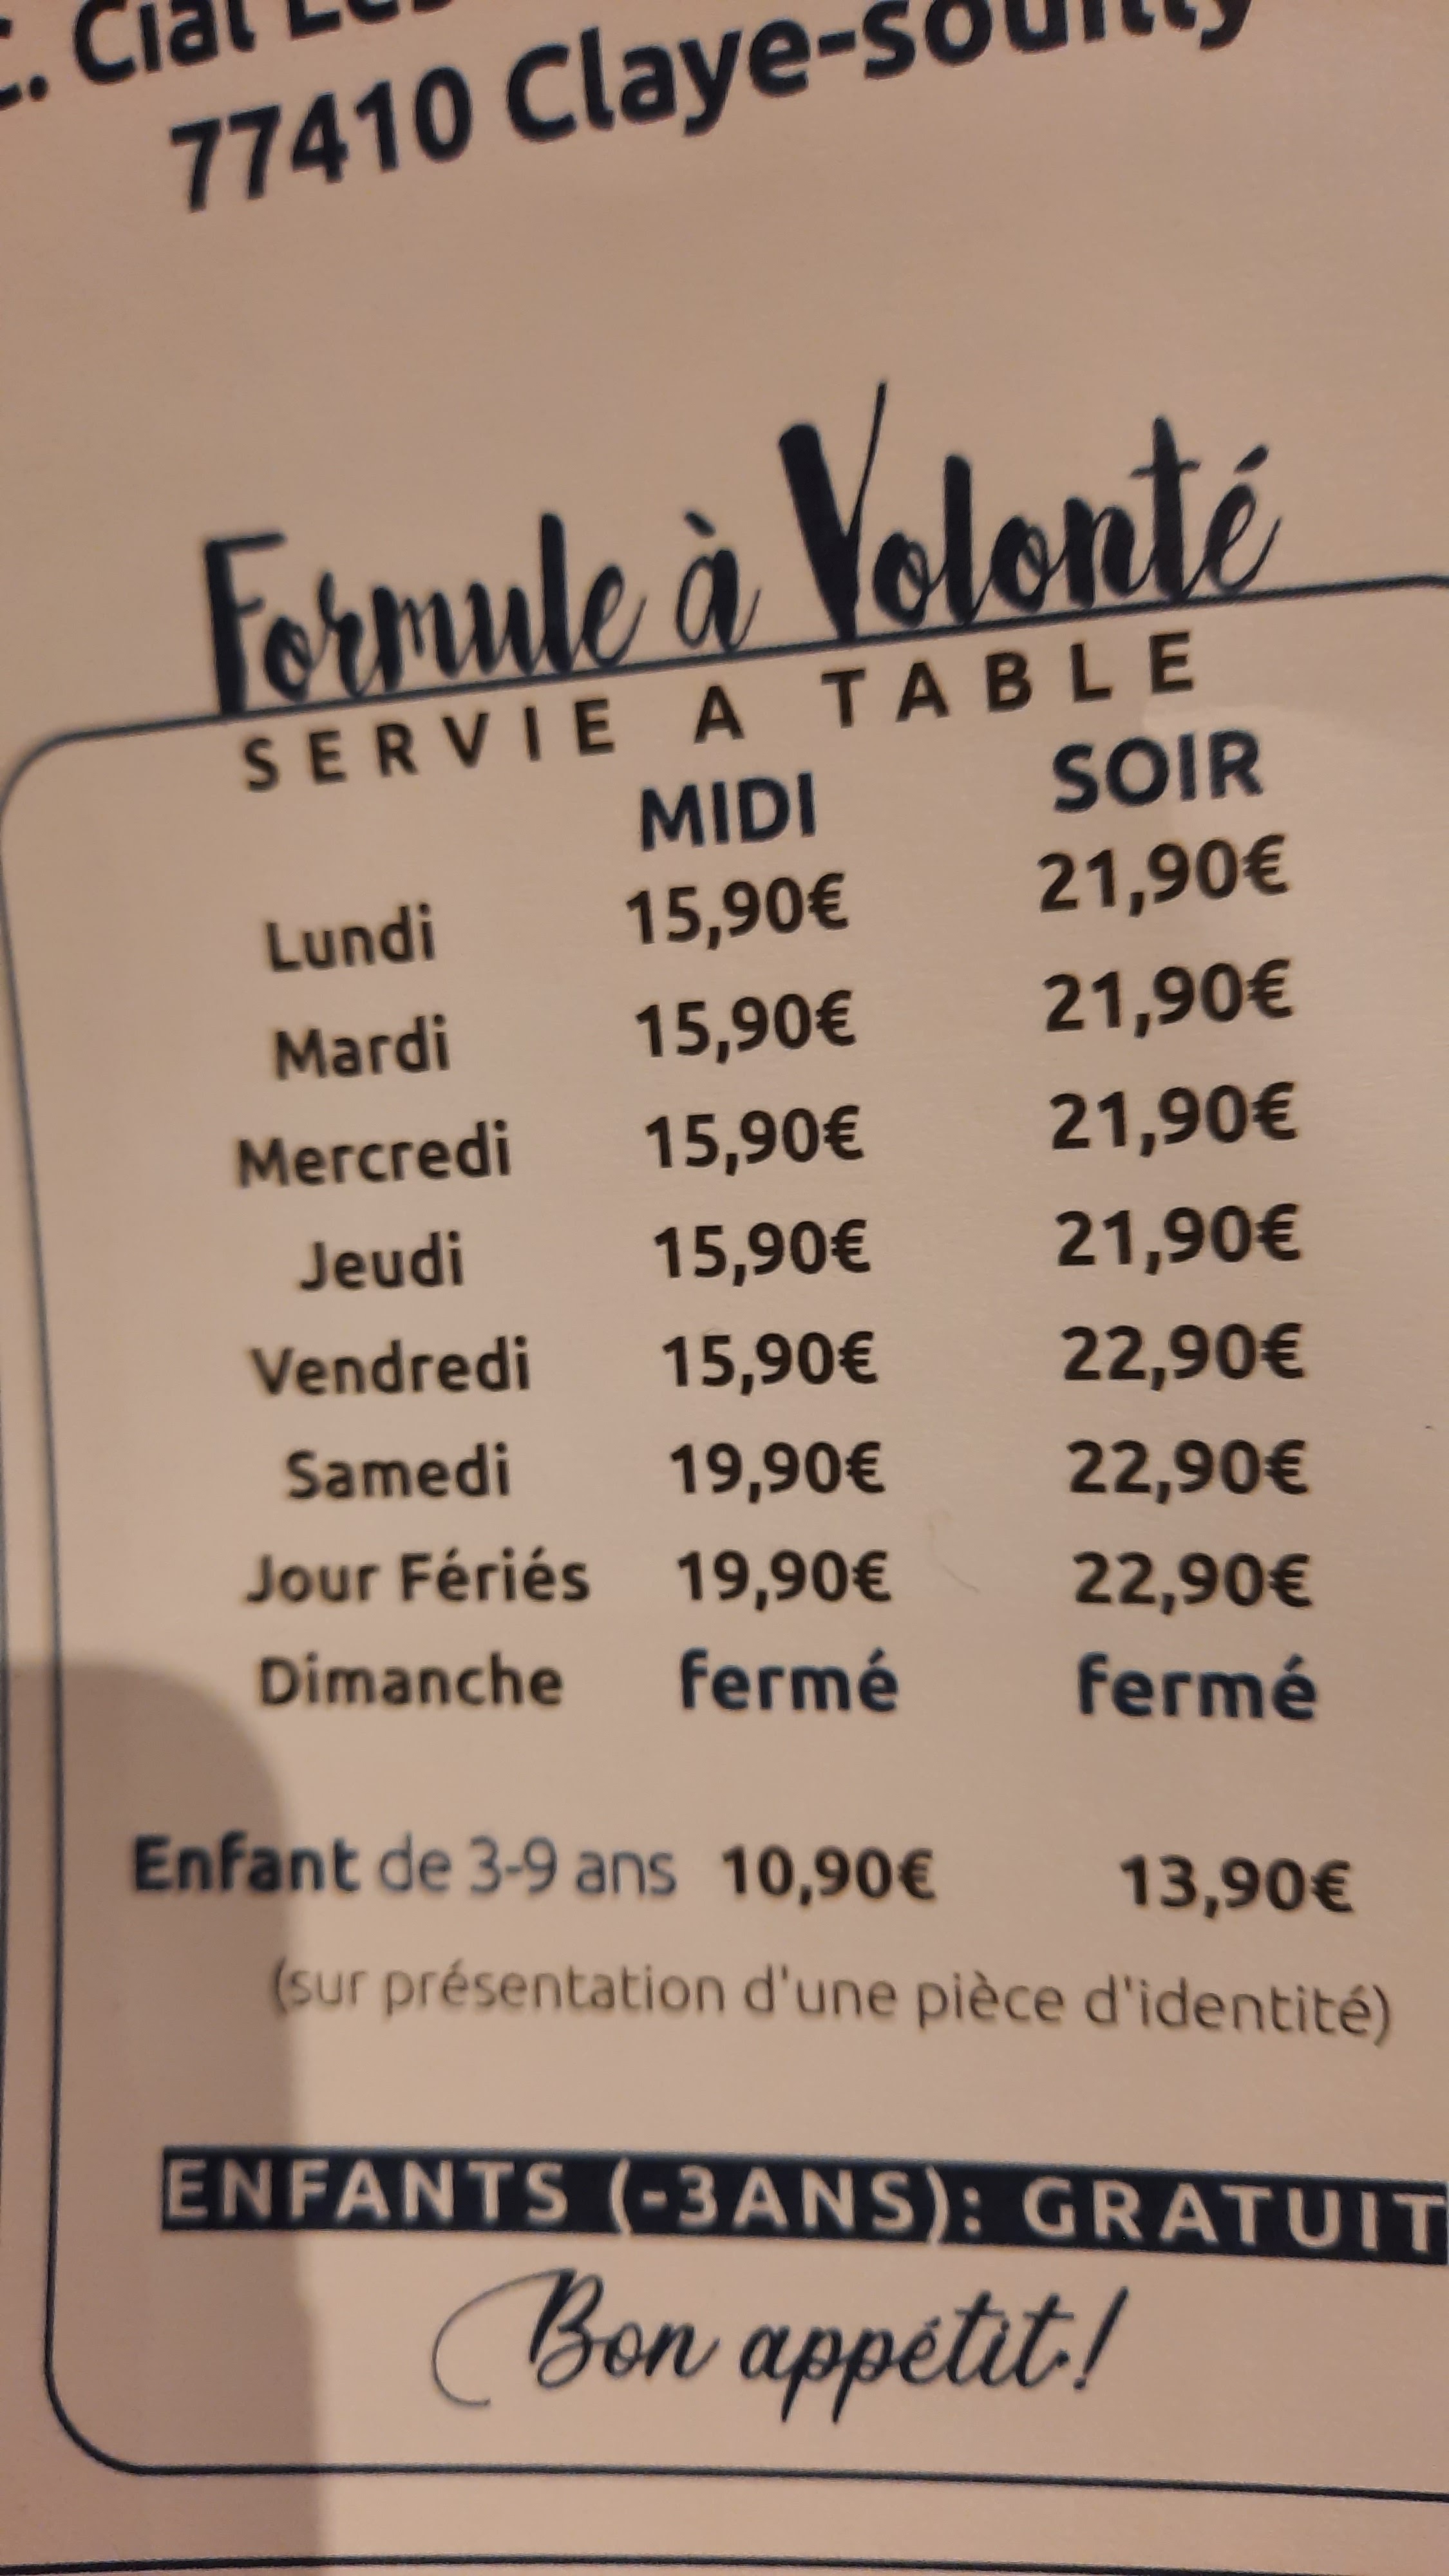 Cial
77410 Claye-souilly
Formule à Volonté
SERVIE A TABLE
MIDI SOIR
Lundi 15,90€ 21,90€
Mardi 15,90€ 21,90€
Mercredi 15,90€ 21,90€
Jeudi 15,90€ 21,90€
Vendredi 15,90€ 22,90€
Samedi 19,90€ 22,90€
Jour Fériés 19,90€ 22,90€
Dimanche fermé fermé
Enfant de 3-9 ans 10,90€ 13,90€
(sur présentation d'une pièce d'identité)
ENFANTS (-3ANS): GRATUIT
Bon appétit!